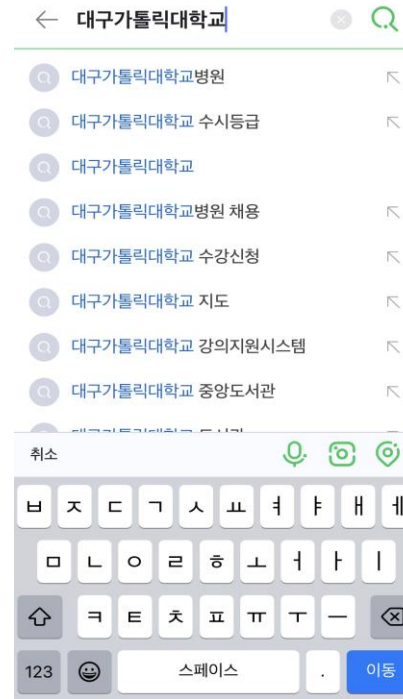 대구가톨릭대학교
대구가톨릭대학교병원
대구가톨릭대학교 수시등급
대구가톨릭대학교
대구가톨릭대학교병원 채용
대구가톨릭대학교 수강신청
대구가톨릭대학교 지도
대구가톨릭대학교 강의지원시스템
대구가톨릭대학교 중앙도서관
취소
ㅂ ㅈ ㄷ ㄱ ㅅ ㅛ ㅕ ㅑ ㅐ ㅔ
ㅁ ㄴ ㅇ ㄹ ㅎ ㅗ ㅓ ㅏ ㅣ
ㅋ ㅌ ㅊ ㅍ ㅠ ㅜ ㅡ
123 스페이스 . 이동